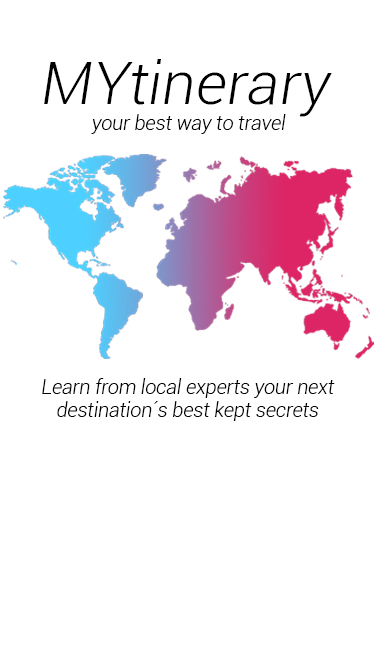 MYtinerary
your best way to travel
Learn from local experts your next
destination´s best kept secrets